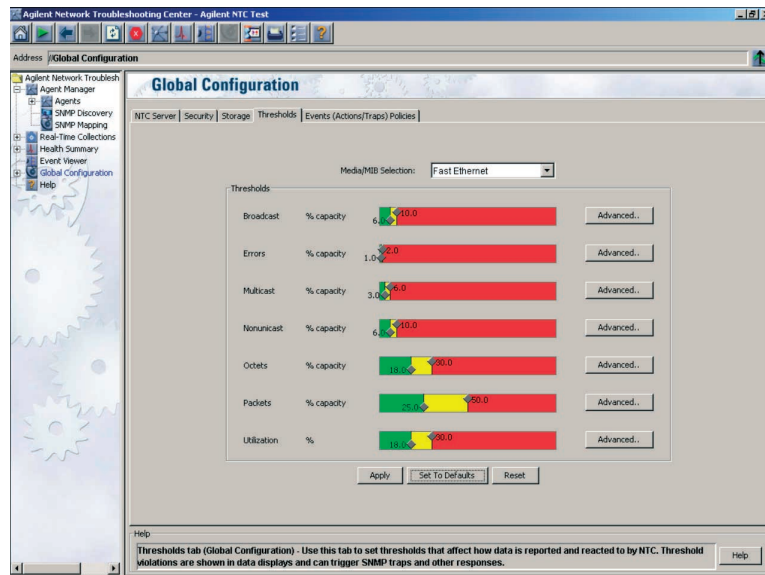 Agilent Network Troubleshooting Center - Agilent NTC Test
Address //Global Configuration
Agilent Network Troublesh
Agent Manager
Agents
SNMP Discovery
SNMP Mapping
Real-Time Collections
Health Summary
Event Viewer
Global Configuration
Help
Global Configuration
NTC Server Security Storage Thresholds Events (Actions/Traps) Policies
Media/MIB Selection: Fast Ethernet
Thresholds
Broadcast % capacity 6.0 10.0 Advanced..
Errors % capacity 1.0 2.0 Advanced..
Multicast % capacity 3.0 6.0 Advanced..
Nonunicast % capacity 6.0 10.0 Advanced..
Octets % capacity 18.0 30.0 Advanced..
Packets % capacity 25.0 50.0 Advanced..
Utilization % 18.0 30.0 Advanced..
Apply Set To Defaults Reset
Help
Thresholds tab (Global Configuration) - Use this tab to set thresholds that affect how data is reported and reacted to by NTC. Threshold
violations are shown in data displays and can trigger SNMP traps and other responses.
Help